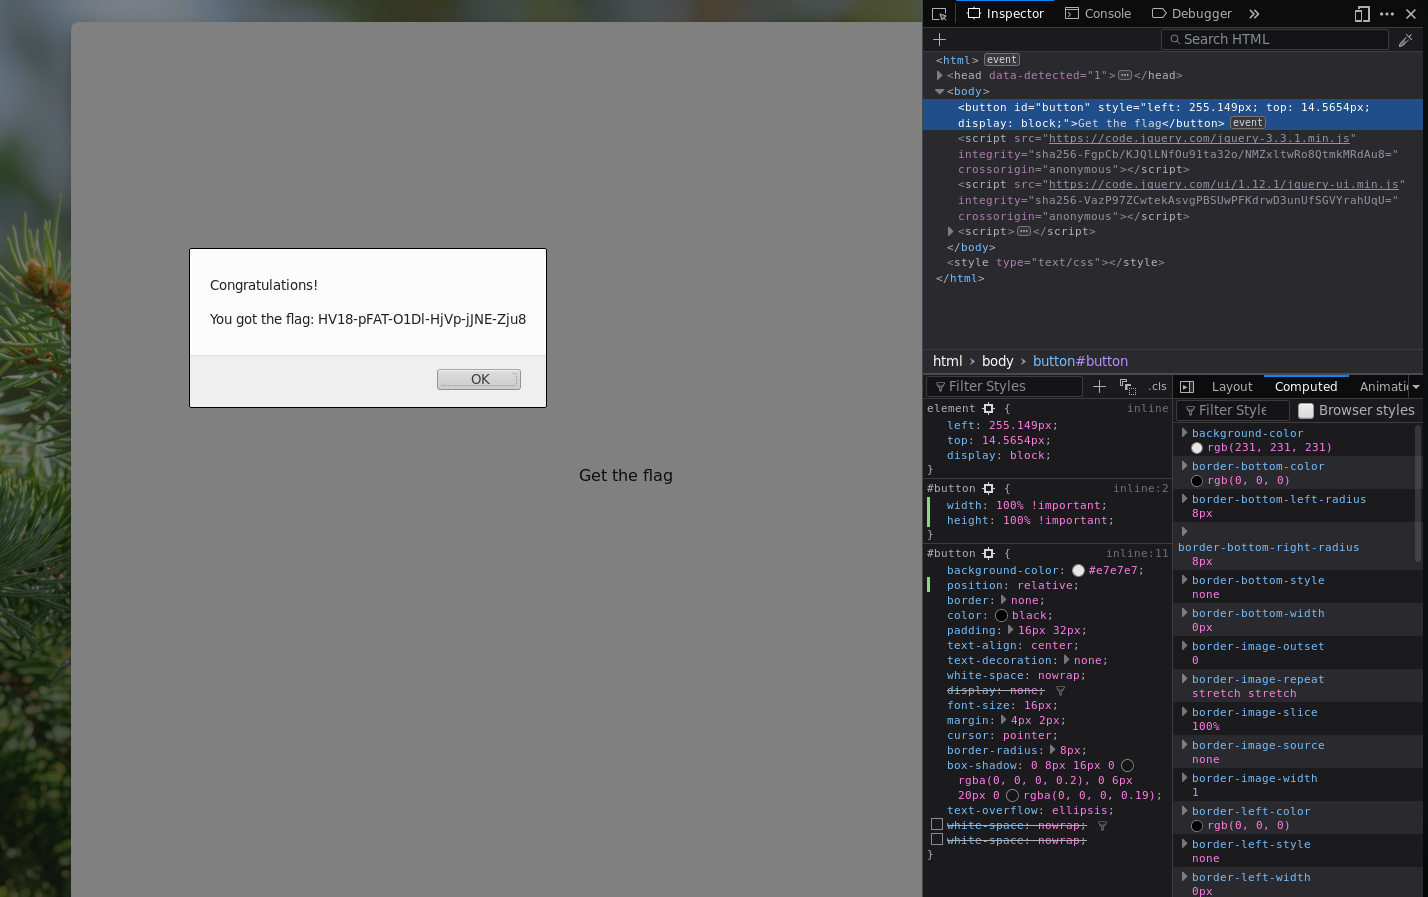 Congratulations!
You got the flag: HV18-pFAT-O1Dl-HjVp-jJNE-Zju8
OK
Get the flag
Inspector
Console
Debugger
Search HTML
<html> event
<head data-detected="1"></head>
<body>
<button id="button" style="left: 255.149px; top: 14.5654px;
display: block;">Get the flag</button> event
<script src="https://code.jquery.com/jquery-3.3.1.min.js"
integrity="sha256-FgpCb/KJQlLNfOu91ta32o/NMZxltwRo8QtmkMRdAu8="
crossorigin="anonymous"></script>
<script src="https://code.jquery.com/ui/1.12.1/jquery-ui.min.js"
integrity="sha256-VazP97ZCwtekAsvgPBSUwPFKdrwD3unUfSGVYrahUqU="
crossorigin="anonymous"></script>
<script></script>
</body>
<style type="text/css"></style>
</html>
html › body › button#button
Filter Styles
.cls
element {
inline
left: 255.149px;
top: 14.5654px;
display: block;
}
#button {
inline:2
width: 100% !important;
height: 100% !important;
}
#button {
inline:11
background-color: #e7e7e7;
position: relative;
border: none;
color: black;
padding: 16px 32px;
text-align: center;
text-decoration: none;
white-space: nowrap;
display: none;
font-size: 16px;
margin: 4px 2px;
cursor: pointer;
border-radius: 8px;
box-shadow: 0 8px 16px 0
rgba(0, 0, 0, 0.2), 0 6px
20px 0 rgba(0, 0, 0, 0.19);
text-overflow: ellipsis;
white-space: nowrap;
white-space: nowrap;
}
Layout
Computed
Animati
Filter Style
Browser styles
background-color
rgb(231, 231, 231)
border-bottom-color
rgb(0, 0, 0)
border-bottom-left-radius
8px
border-bottom-right-radius
8px
border-bottom-style
none
border-bottom-width
0px
border-image-outset
0
border-image-repeat
stretch stretch
border-image-slice
100%
border-image-source
none
border-image-width
1
border-left-color
rgb(0, 0, 0)
border-left-style
none
border-left-width
0px